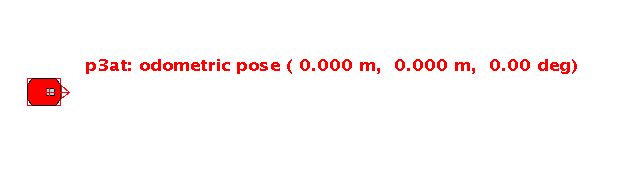 p3at: odometric pose ( 0.000 m,  0.000 m,  0.00 deg)